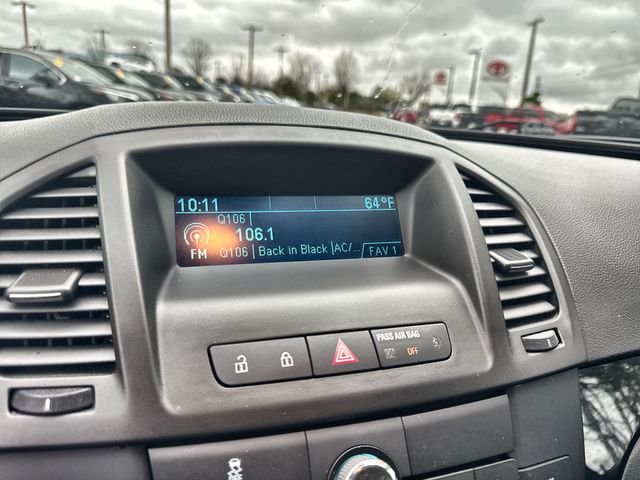 10:11 64°F
Q106
106.1
FM Q106 | Back in Black | AC/... FAV 1
PASS AIR BAG
OFF